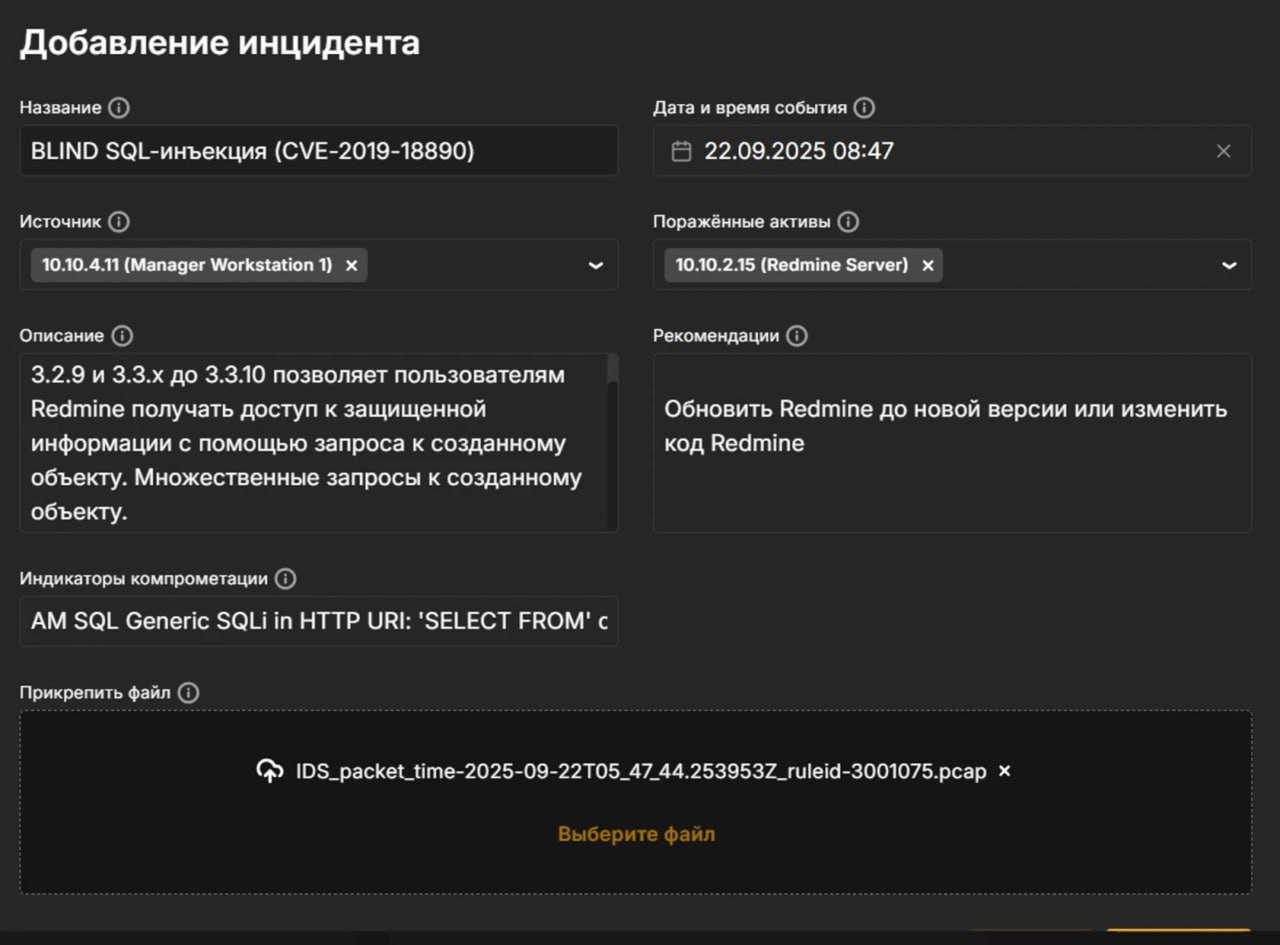 Добавление инцидента
Название
Дата и время события
BLIND SQL-инъекция (CVE-2019-18890)
22.09.2025 08:47
Источник
Поражённые активы
10.10.4.11 (Manager Workstation 1)
10.10.2.15 (Redmine Server)
Описание
Рекомендации
3.2.9 и 3.3.x до 3.3.10 позволяет пользователям
Redmine получать доступ к защищенной
информации с помощью запроса к созданному
объекту. Множественные запросы к созданному
объекту.
Обновить Redmine до новой версии или изменить
код Redmine
Индикаторы компрометации
AM SQL Generic SQLi in HTTP URI: 'SELECT FROM' c
Прикрепить файл
IDS_packet_time-2025-09-22T05_47_44.253953Z_ruleid-3001075.pcap
Выберите файл